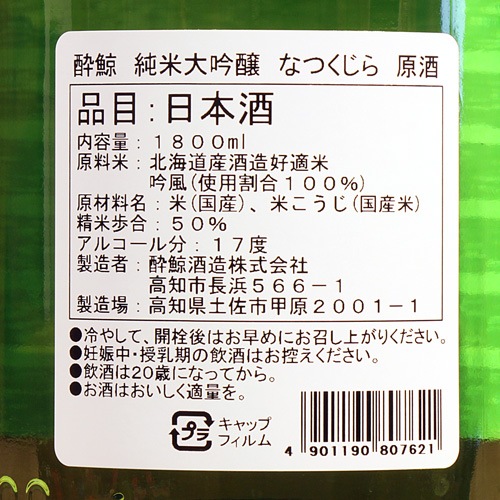 酔鯨 純米大吟醸 なつくじら 原酒
品目：日本酒
内容量：１８００ml
原料米：北海道産酒造好適米
吟風(使用割合１００％)
原材料名：米(国産)、米こうじ(国産米)
精米歩合：５０％
アルコール分：１７度
製造者：酔鯨酒造株式会社
高知市長浜５６６－１
製造場：高知県土佐市甲原２００１－１
●冷やして、開栓後はお早めにお召し上がりください。
●妊娠中・授乳期の飲酒はお控えください。
●飲酒は20歳になってから。
●お酒はおいしく適量を。
プラ
キャップ
フィルム
4 901190 807621